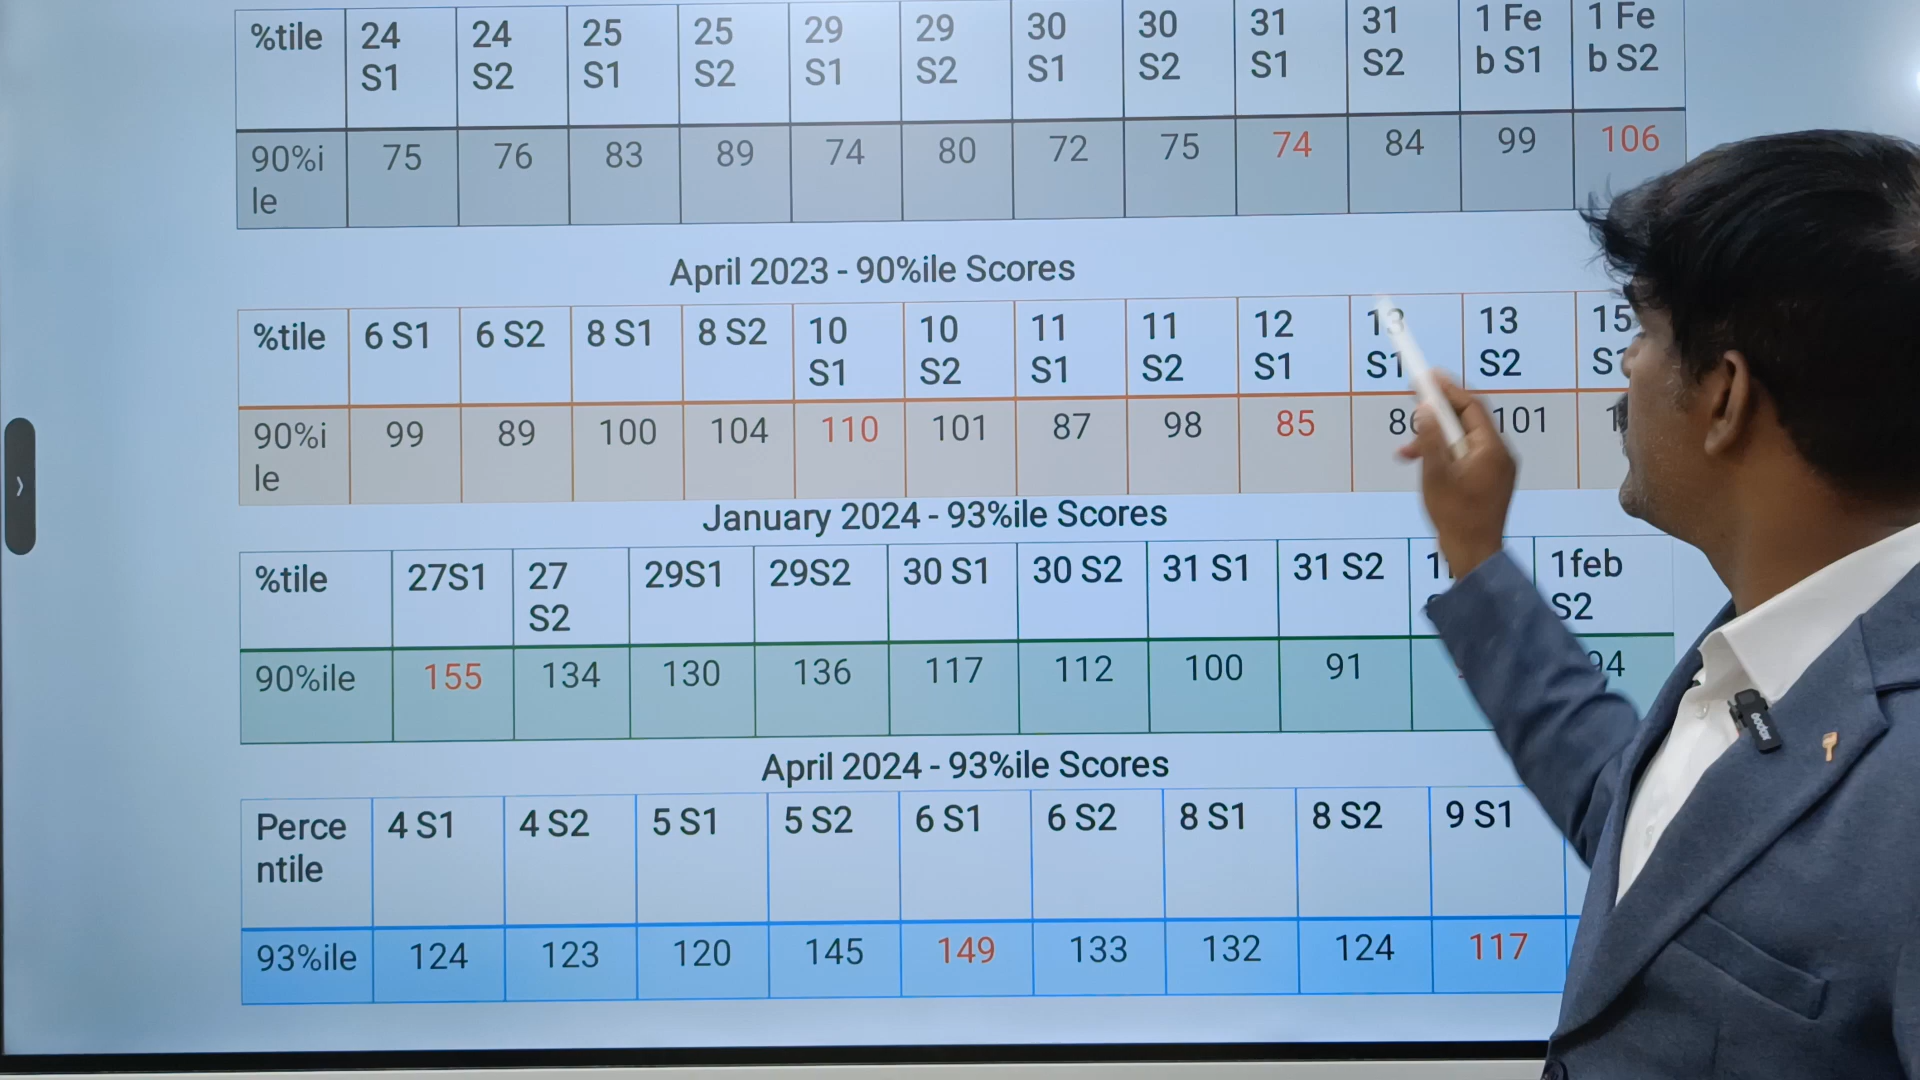 %tile 24 24 25 25 29 29 30 30 31 31 1 Fe 1 Fe
S1 S2 S1 S2 S1 S2 S1 S2 S1 S2 b S1 b S2
90%i 75 76 83 89 74 80 72 75 74 84 99 106
le
April 2023 - 90%ile Scores
%tile 6 S1 6 S2 8 S1 8 S2 10 10 11 11 12 13 13 15
S1 S2 S1 S2 S1 S1 S2
90%i 99 89 100 104 110 101 87 98 85 101
le
January 2024 - 93%ile Scores
%tile 27S1 27 29S1 29S2 30 S1 30 S2 31 S1 31 S2 1feb
S2 S2
90%ile 155 134 130 136 117 112 100 91 94
April 2024 - 93%ile Scores
Perce 4 S1 4 S2 5 S1 5 S2 6 S1 6 S2 8 S1 8 S2 9 S1
ntile
93%ile 124 123 120 145 149 133 132 124 117
Godox